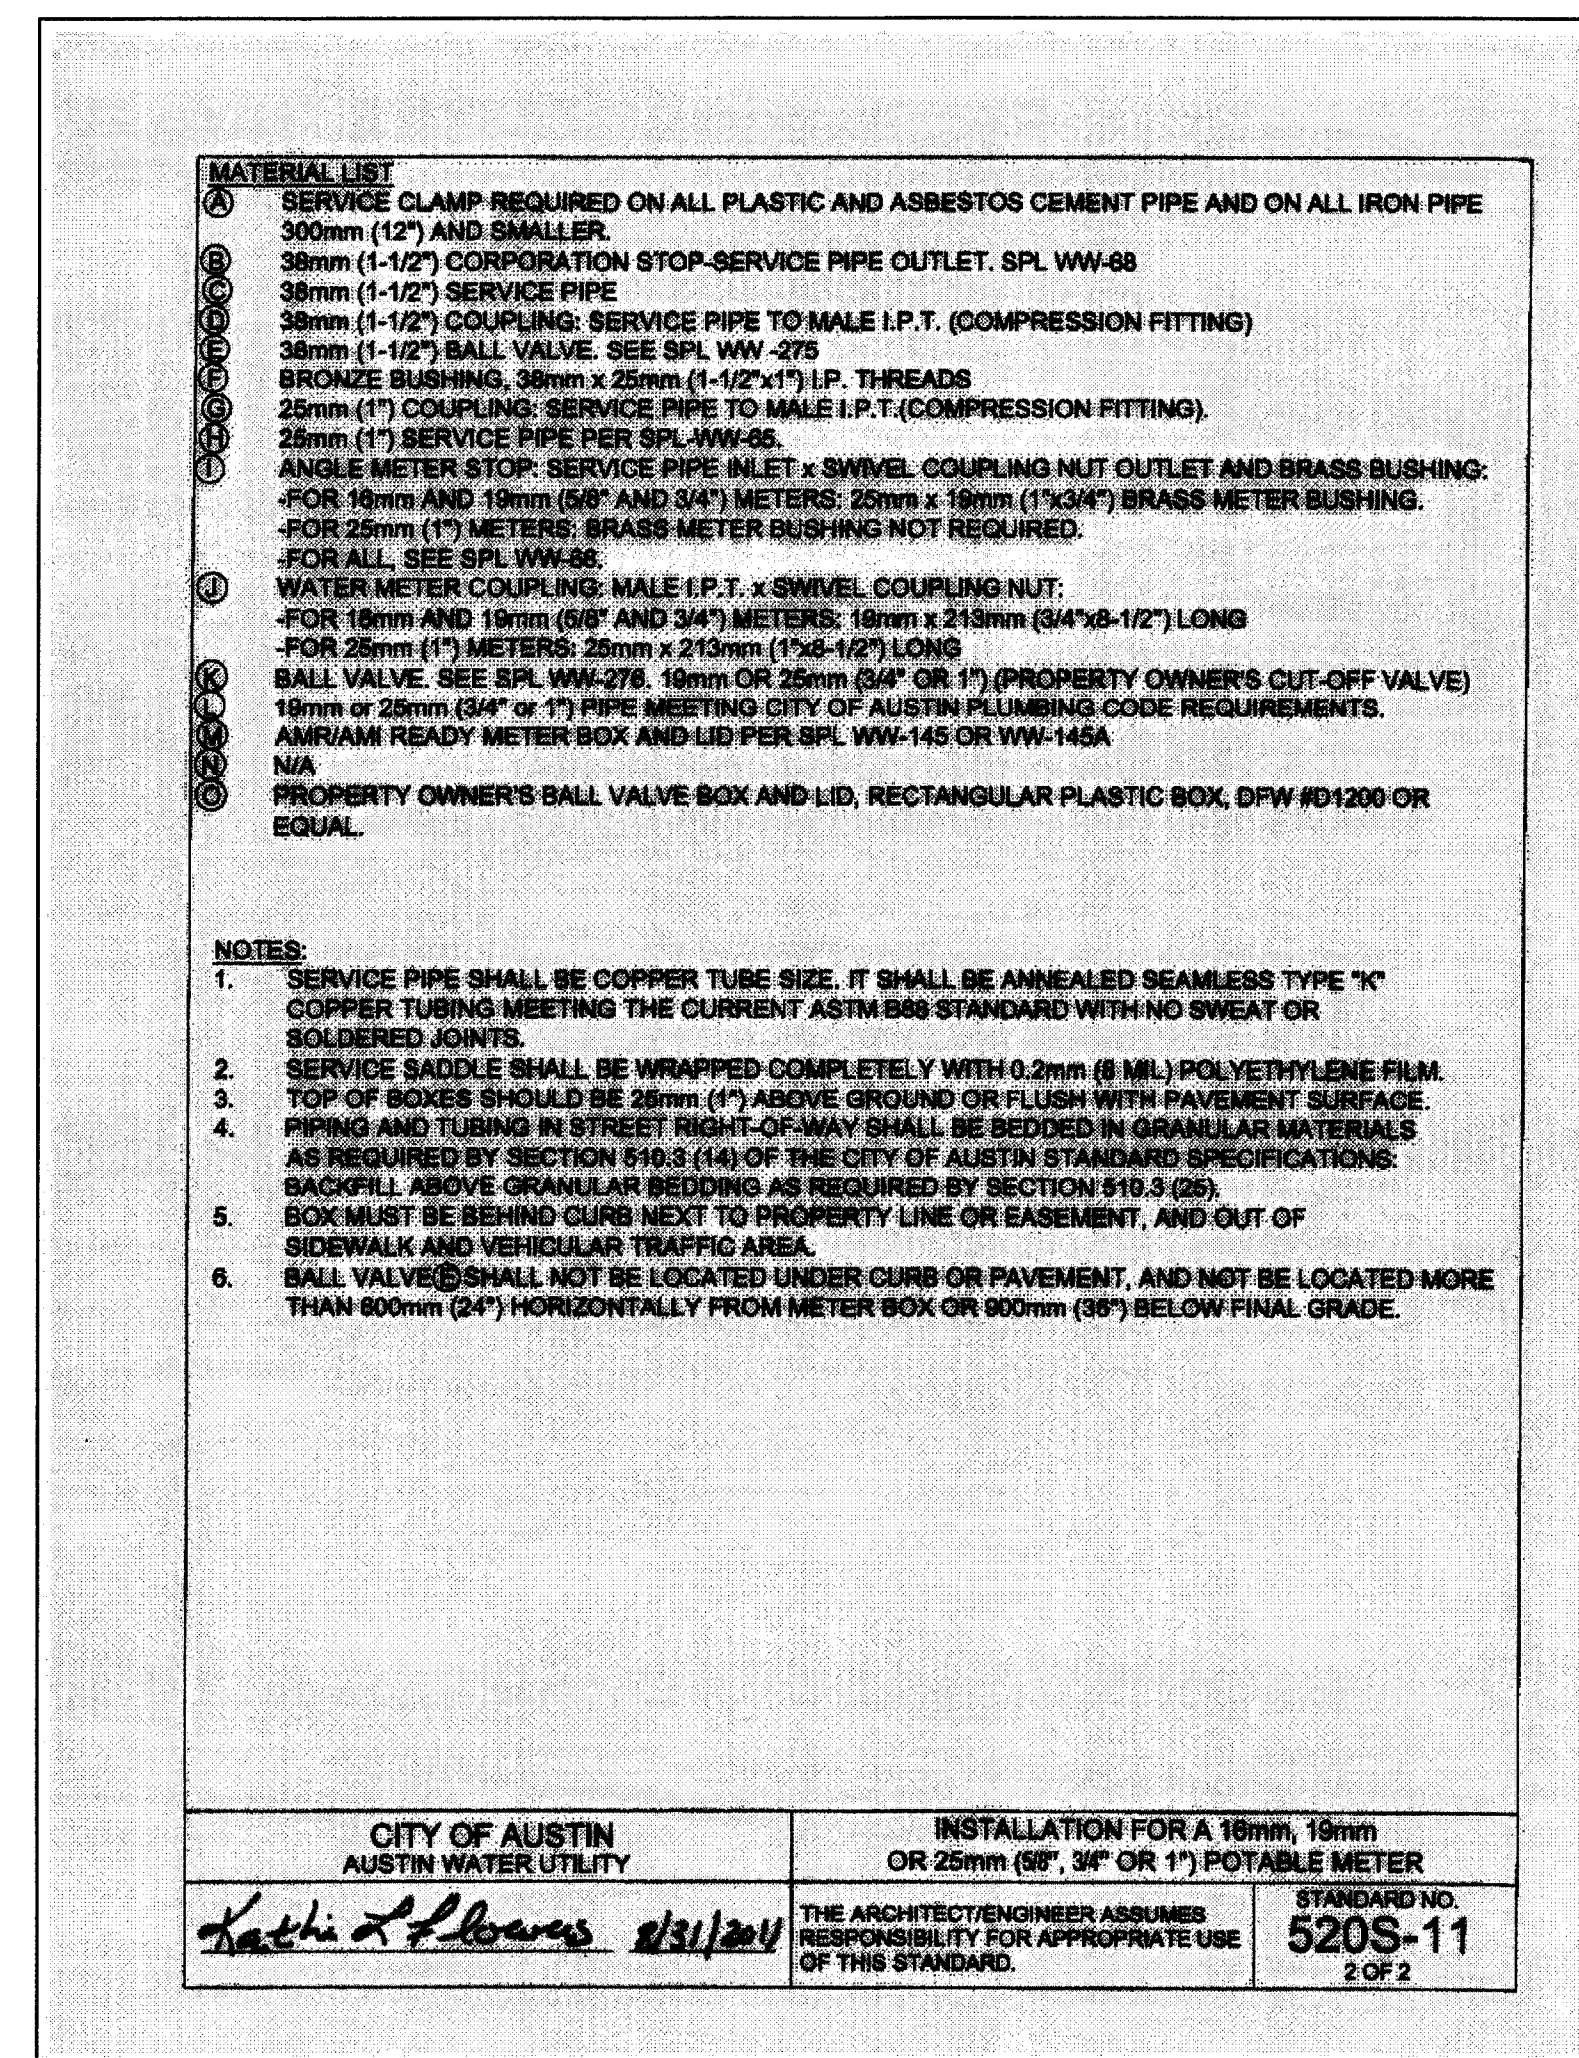 MATERIAL LIST
A SERVICE CLAMP REQUIRED ON ALL PLASTIC AND ASBESTOS CEMENT PIPE AND ON ALL IRON PIPE
300mm (12") AND SMALLER.
B 38mm (1-1/2") CORPORATION STOP-SERVICE PIPE OUTLET. SPL WW-68
C 38mm (1-1/2") SERVICE PIPE
D 38mm (1-1/2") COUPLING: SERVICE PIPE TO MALE I.P.T. (COMPRESSION FITTING)
E 38mm (1-1/2") BALL VALVE. SEE SPL WW -275
F BRONZE BUSHING, 38mm x 25mm (1-1/2"x1") I.P. THREADS
G 25mm (1") COUPLING: SERVICE PIPE TO MALE I.P.T.(COMPRESSION FITTING).
H 25mm (1") SERVICE PIPE PER SPL-WW-65.
I ANGLE METER STOP: SERVICE PIPE INLET x SWIVEL COUPLING NUT OUTLET AND BRASS BUSHING:
-FOR 16mm AND 19mm (5/8" AND 3/4") METERS: 25mm x 19mm (1"x3/4") BRASS METER BUSHING.
-FOR 25mm (1") METERS: BRASS METER BUSHING NOT REQUIRED.
-FOR ALL, SEE SPL WW-68.
J WATER METER COUPLING: MALE I.P.T. x SWIVEL COUPLING NUT:
-FOR 16mm AND 19mm (5/8" AND 3/4") METERS: 19mm x 213mm (3/4"x8-1/2") LONG
-FOR 25mm (1") METERS: 25mm x 213mm (1"x8-1/2") LONG
K BALL VALVE. SEE SPL WW-276. 19mm OR 25mm (3/4" OR 1") (PROPERTY OWNER'S CUT-OFF VALVE)
L 19mm or 25mm (3/4" or 1") PIPE MEETING CITY OF AUSTIN PLUMBING CODE REQUIREMENTS.
M AMR/AMI READY METER BOX AND LID PER SPL WW-145 OR WW-145A
N N/A
O PROPERTY OWNER'S BALL VALVE BOX AND LID, RECTANGULAR PLASTIC BOX, DFW #D1200 OR
EQUAL.
NOTES:
1. SERVICE PIPE SHALL BE COPPER TUBE SIZE. IT SHALL BE ANNEALED SEAMLESS TYPE "K"
COPPER TUBING MEETING THE CURRENT ASTM B88 STANDARD WITH NO SWEAT OR
SOLDERED JOINTS.
2. SERVICE SADDLE SHALL BE WRAPPED COMPLETELY WITH 0.2mm (8 MIL) POLYETHYLENE FILM.
3. TOP OF BOXES SHOULD BE 25mm (1") ABOVE GROUND OR FLUSH WITH PAVEMENT SURFACE.
4. PIPING AND TUBING IN STREET RIGHT-OF-WAY SHALL BE BEDDED IN GRANULAR MATERIALS
AS REQUIRED BY SECTION 510.3 (14) OF THE CITY OF AUSTIN STANDARD SPECIFICATIONS:
BACKFILL ABOVE GRANULAR BEDDING AS REQUIRED BY SECTION 510.3 (25).
5. BOX MUST BE BEHIND CURB NEXT TO PROPERTY LINE OR EASEMENT, AND OUT OF
SIDEWALK AND VEHICULAR TRAFFIC AREA.
6. BALL VALVE E SHALL NOT BE LOCATED UNDER CURB OR PAVEMENT, AND NOT BE LOCATED MORE
THAN 600mm (24") HORIZONTALLY FROM METER BOX OR 900mm (36") BELOW FINAL GRADE.
CITY OF AUSTIN
AUSTIN WATER UTILITY
INSTALLATION FOR A 16mm, 19mm
OR 25mm (5/8", 3/4" OR 1") POTABLE METER
Kathi L Flowers 8/31/2011
THE ARCHITECT/ENGINEER ASSUMES
RESPONSIBILITY FOR APPROPRIATE USE
OF THIS STANDARD.
STANDARD NO.
520S-11
2 OF 2